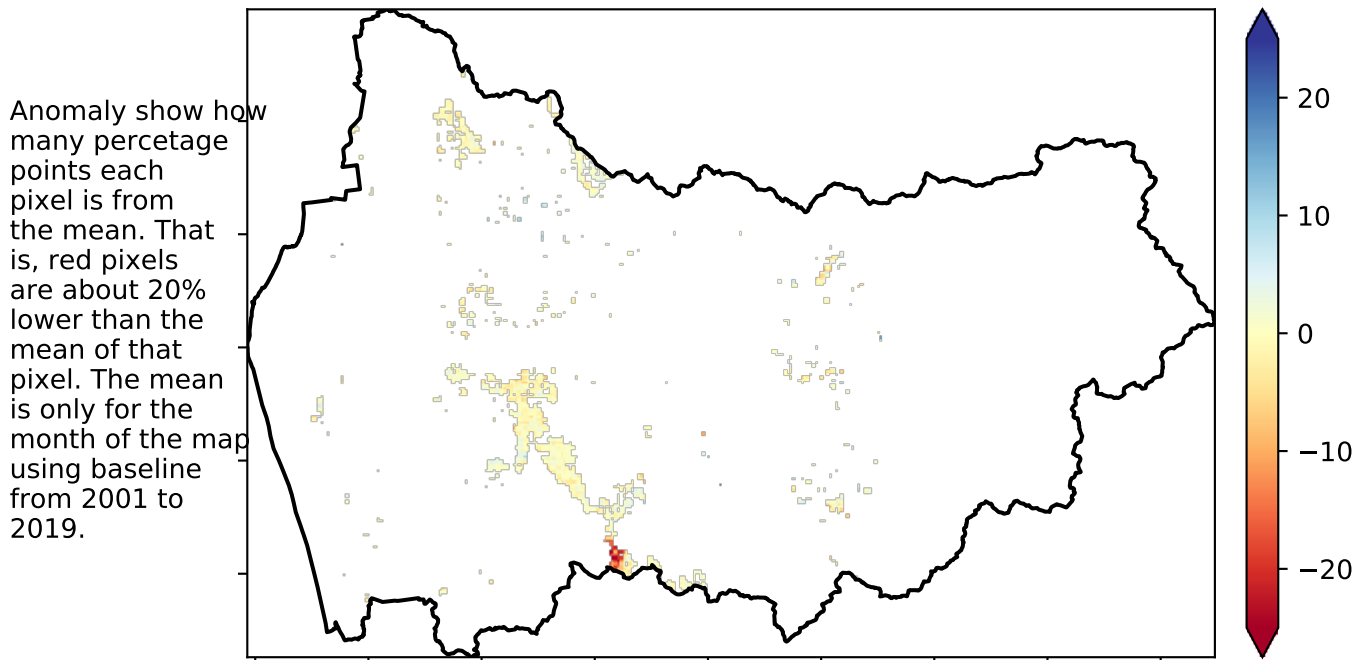 Anomaly show how
many percetage
points each
pixel is from
the mean. That
is, red pixels
are about 20%
lower than the
mean of that
pixel. The mean
is only for the
month of the map
using baseline
from 2001 to
2019.
20
10
0
−10
−20